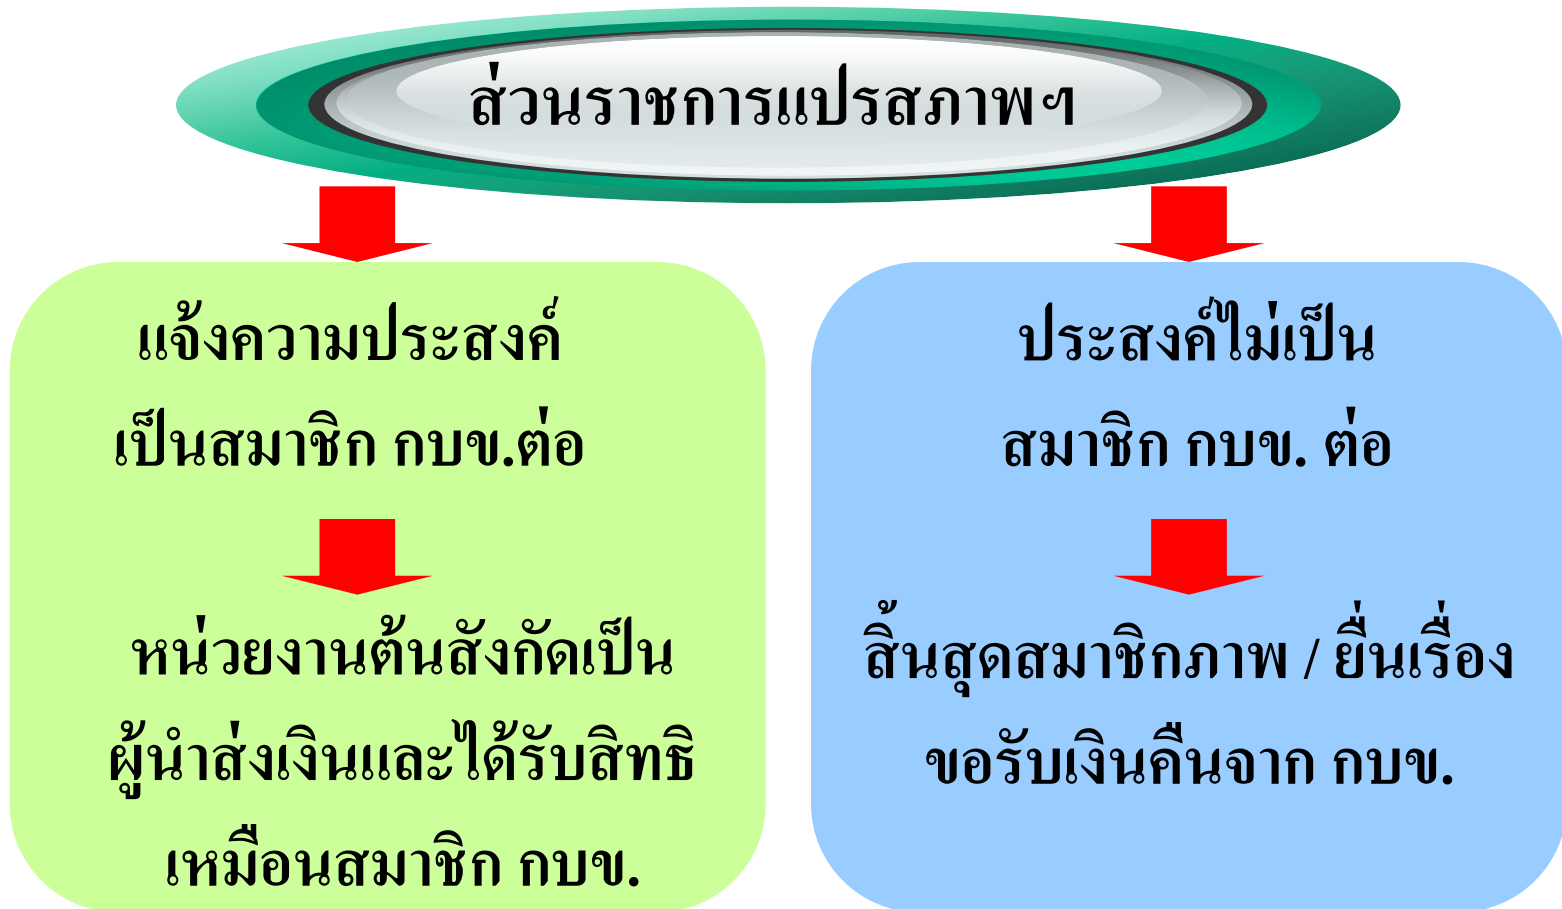 ส่วนราชการแปรสภาพฯ
แจ้งความประสงค์
เป็นสมาชิก กบข.ต่อ
หน่วยงานต้นสังกัดเป็น
ผู้นำส่งเงินและได้รับสิทธิ
เหมือนสมาชิก กบข.
ประสงค์ไม่เป็น
สมาชิก กบข. ต่อ
สิ้นสุดสมาชิกภาพ / ยื่นเรื่อง
ขอรับเงินคืนจาก กบข.